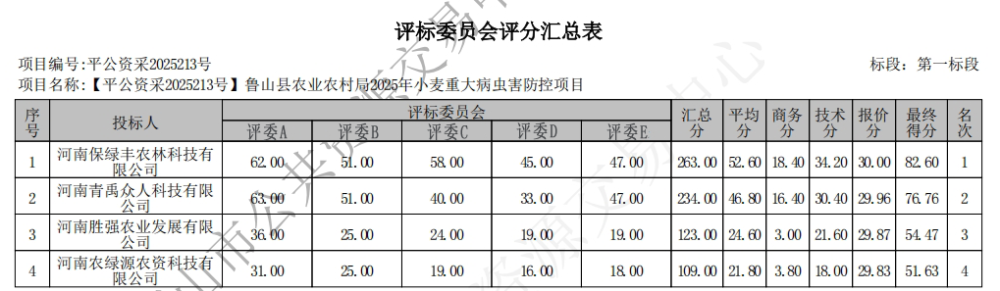 评标委员会评分汇总表
项目编号:平公资采2025213号 标段：第一标段
项目名称:【平公资采2025213号】鲁山县农业农村局2025年小麦重大病虫害防控项目
序号 投标人 评标委员会 汇总分 平均分 商务分 技术分 报价分 最终得分 名次
评委A 评委B 评委C 评委D 评委E
1 河南保绿丰农林科技有限公司 62.00 51.00 58.00 45.00 47.00 263.00 52.60 18.40 34.20 30.00 82.60 1
2 河南青禹众人科技有限公司 63.00 51.00 40.00 33.00 47.00 234.00 46.80 16.40 30.40 29.96 76.76 2
3 河南胜强农业发展有限公司 36.00 25.00 24.00 19.00 19.00 123.00 24.60 3.00 21.60 29.87 54.47 3
4 河南农绿源农资科技有限公司 31.00 25.00 19.00 16.00 18.00 109.00 21.80 3.80 18.00 29.83 51.63 4